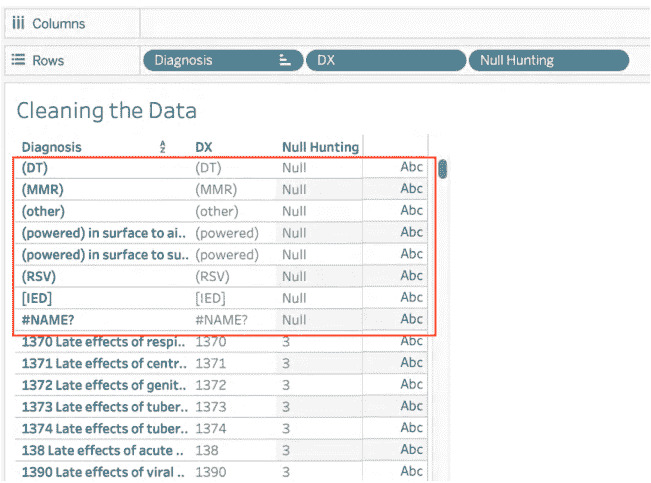 Columns
Rows Diagnosis DX Null Hunting
Cleaning the Data
Diagnosis AZ DX Null Hunting
(DT) (DT) Null Abc
(MMR) (MMR) Null Abc
(other) (other) Null Abc
(powered) in surface to ai.. (powered) Null Abc
(powered) in surface to su.. (powered) Null Abc
(RSV) (RSV) Null Abc
[IED] [IED] Null Abc
#NAME? #NAME? Null Abc
1370 Late effects of respi.. 1370 3 Abc
1371 Late effects of centr.. 1371 3 Abc
1372 Late effects of genit.. 1372 3 Abc
1373 Late effects of tuber.. 1373 3 Abc
1374 Late effects of tuber.. 1374 3 Abc
138 Late effects of acute .. 138 3 Abc
1390 Late effects of viral .. 1390 3 Abc